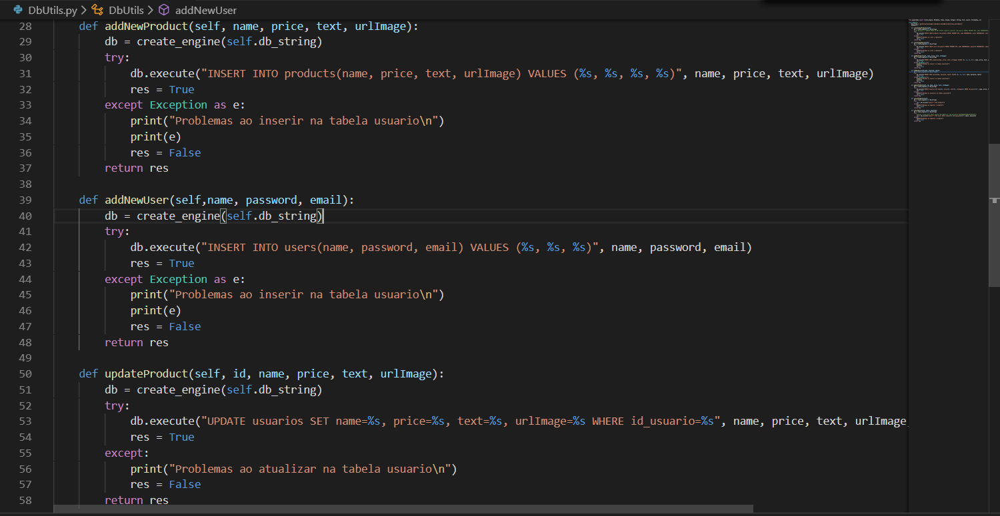 DbUtils.py > DbUtils > addNewUser
28 def addNewProduct(self, name, price, text, urlImage):
29 db = create_engine(self.db_string)
30 try:
31 db.execute("INSERT INTO products(name, price, text, urlImage) VALUES (%s, %s, %s, %s)", name, price, text, urlImage)
32 res = True
33 except Exception as e:
34 print("Problemas ao inserir na tabela usuario\n")
35 print(e)
36 res = False
37 return res
38
39 def addNewUser(self,name, password, email):
40 db = create_engine(self.db_string)
41 try:
42 db.execute("INSERT INTO users(name, password, email) VALUES (%s, %s, %s)", name, password, email)
43 res = True
44 except Exception as e:
45 print("Problemas ao inserir na tabela usuario\n")
46 print(e)
47 res = False
48 return res
49
50 def updateProduct(self, id, name, price, text, urlImage):
51 db = create_engine(self.db_string)
52 try:
53 db.execute("UPDATE usuarios SET name=%s, price=%s, text=%s, urlImage=%s WHERE id_usuario=%s", name, price, text, urlImage,
54 res = True
55 except:
56 print("Problemas ao atualizar na tabela usuario\n")
57 res = False
58 return res